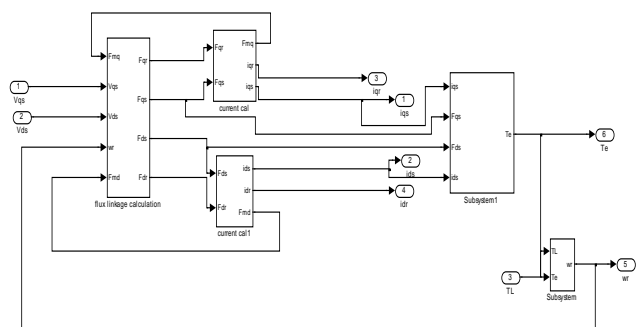 Fmq
Vqs
Vds
wr
Fmd
Fqr
Fqs
Fds
Fdr
flux linkage calculation
1
Vqs
2
Vds
Fqr
Fqs
Fmq
iqr
iqs
current cal
3
iqr
1
iqs
Fds
Fdr
ids
idr
Fmd
current cal1
2
ids
4
idr
iqs
Fqs
Fds
ids
Te
Subsystem1
6
Te
3
TL
TL
Te
wr
Subsystem
5
wr